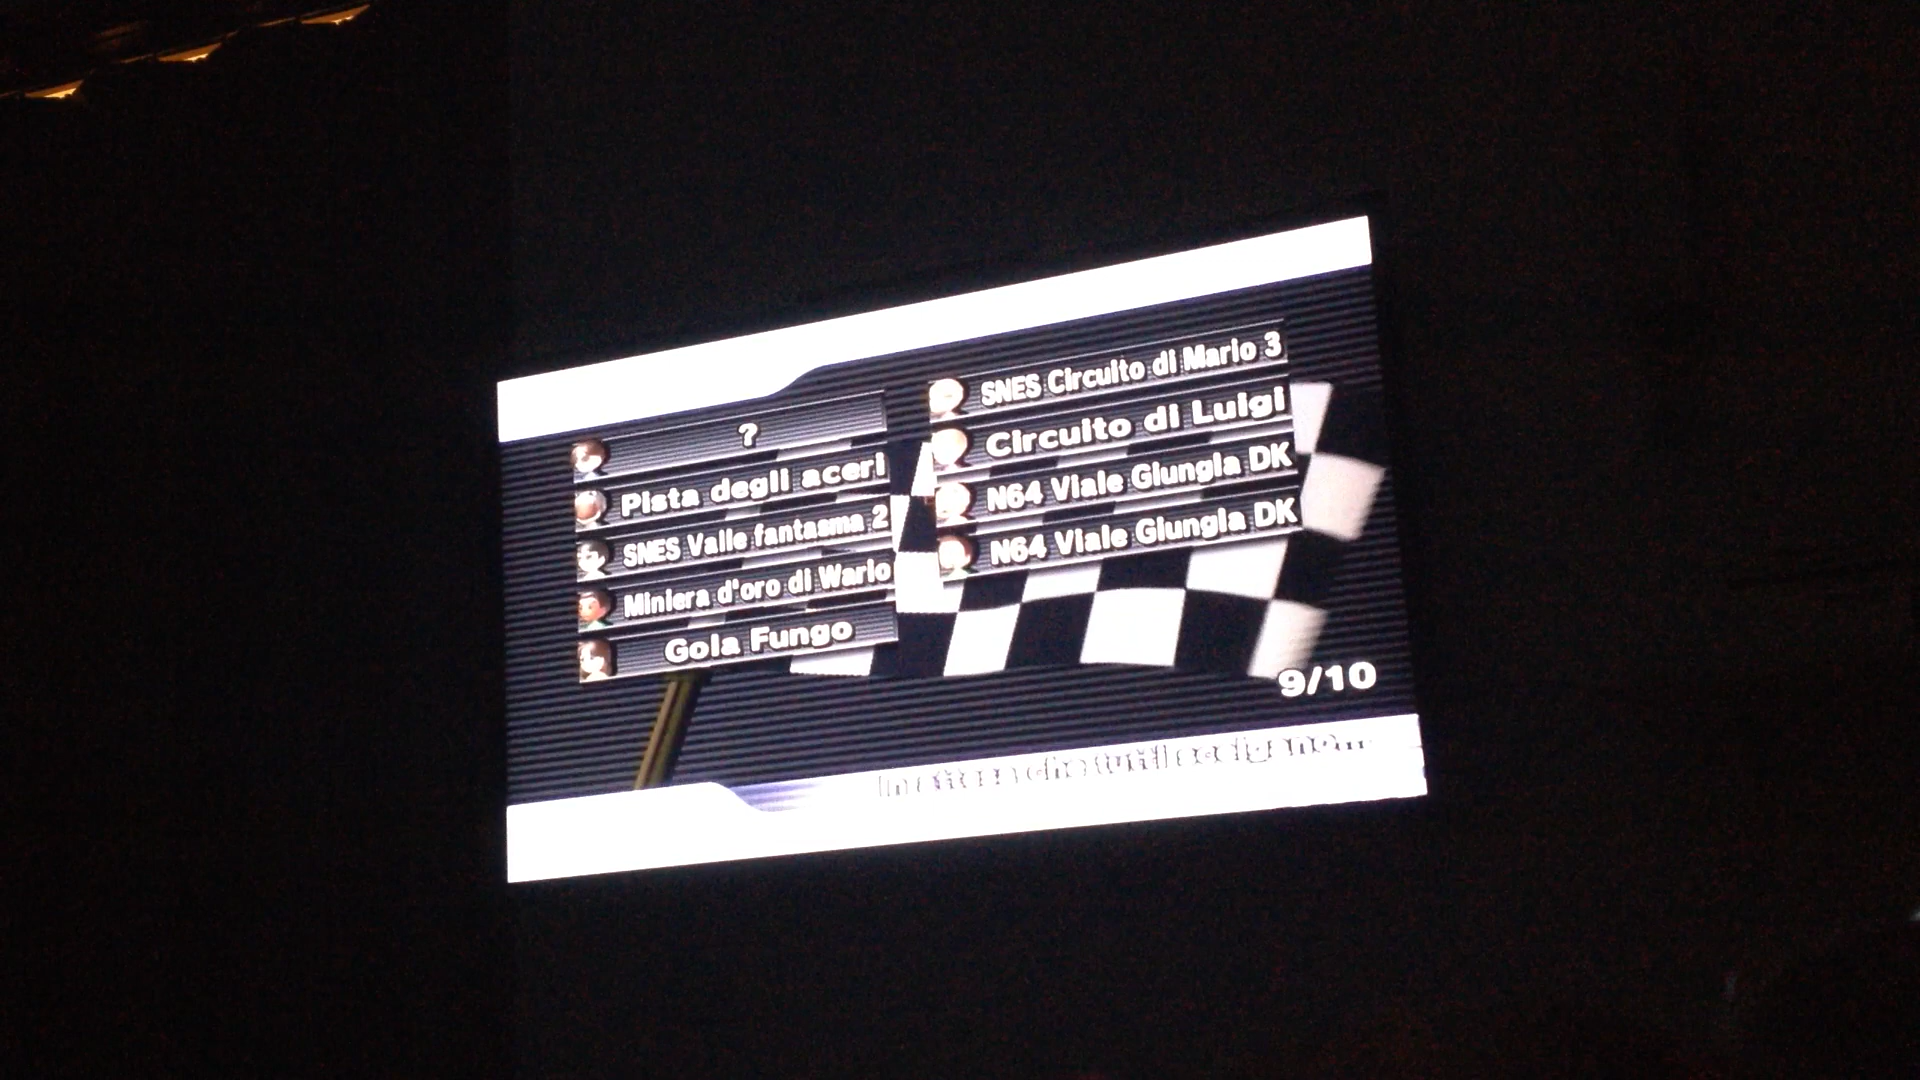 ?
Pista degli aceri
SNES Valle fantasma 2
Miniera d'oro di Wario
Gola Fungo
SNES Circuito di Mario 3
Circuito di Luigi
N64 Viale Giungla DK
N64 Viale Giungla DK
9/10